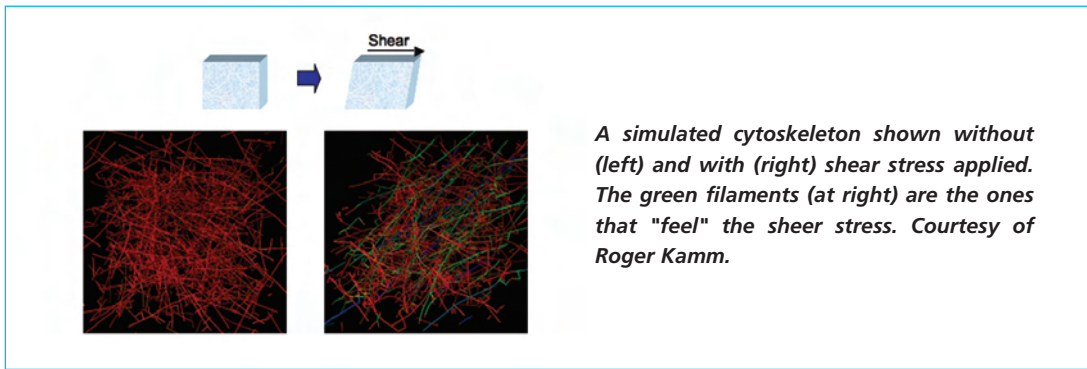 Shear
A simulated cytoskeleton shown without
(left) and with (right) shear stress applied.
The green filaments (at right) are the ones
that "feel" the sheer stress. Courtesy of
Roger Kamm.